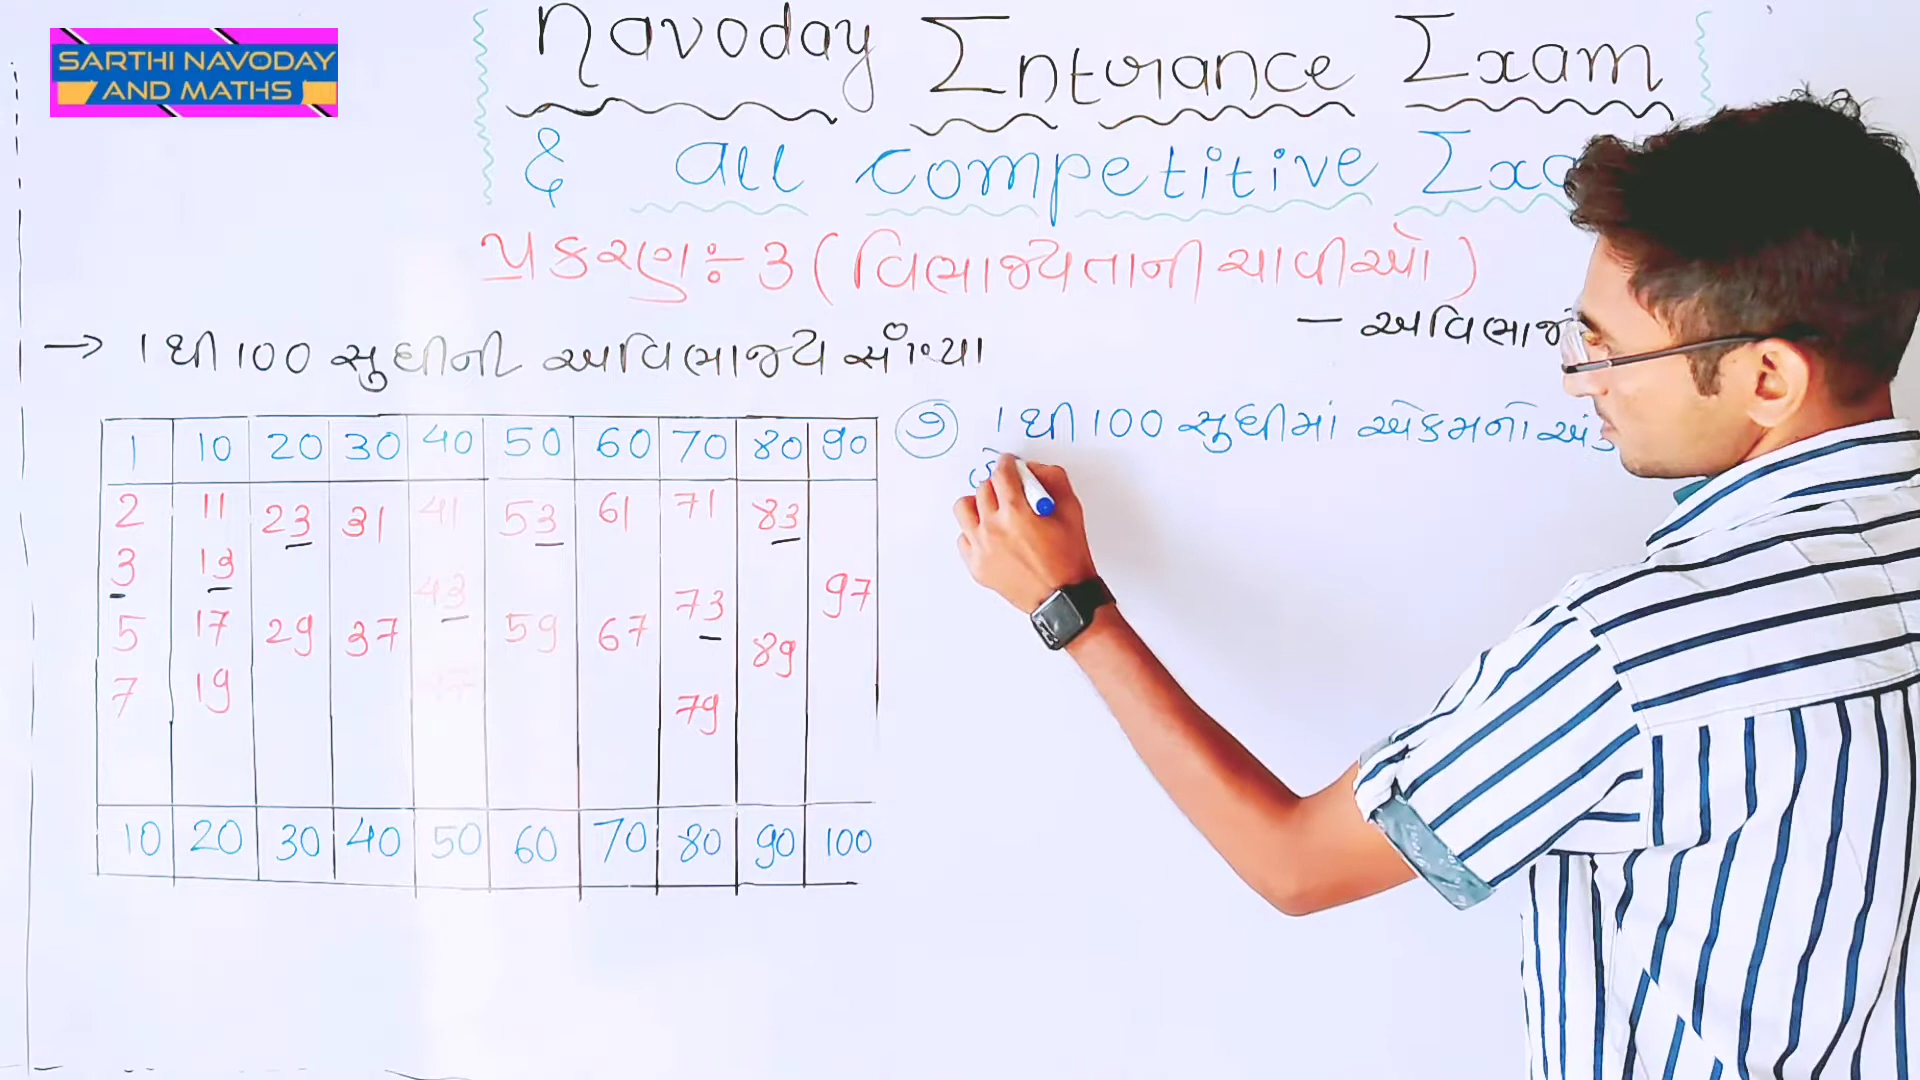 SARTHI NAVODAY
AND MATHS
Navoday Entrance Exam
& all competitive
પ્રકરણ ÷ 3 (વિભાજ્યતાની ચાવીઓ)
→ 1 થી 100 સુધીની અવિભાજ્ય સંખ્યા
1 10 20 30 40 50 60 70 80 90
2 11 23 31 41 53 61 71 83
3 13 43 73 97
5 17 29 37 59 67 89
7 19 47 79
10 20 30 40 50 60 70 80 90 100
૭ 1 થી 100 સુધીમાં એકમનો